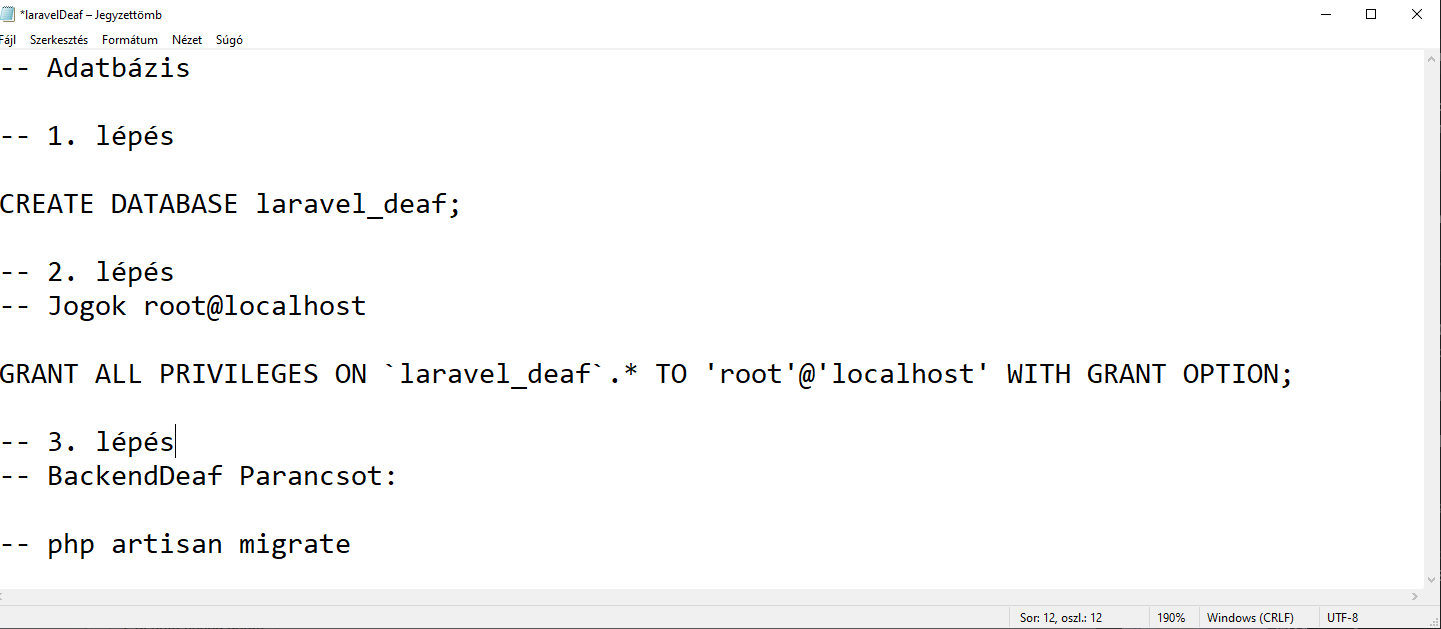 *laravelDeaf – Jegyzettömb
Fájl Szerkesztés Formátum Nézet Súgó
-- Adatbázis
-- 1. lépés
CREATE DATABASE laravel_deaf;
-- 2. lépés
-- Jogok root@localhost
GRANT ALL PRIVILEGES ON `laravel_deaf`.* TO 'root'@'localhost' WITH GRANT OPTION;
-- 3. lépés
-- BackendDeaf Parancsot:
-- php artisan migrate
Sor: 12, oszl.: 12 190% Windows (CRLF) UTF-8